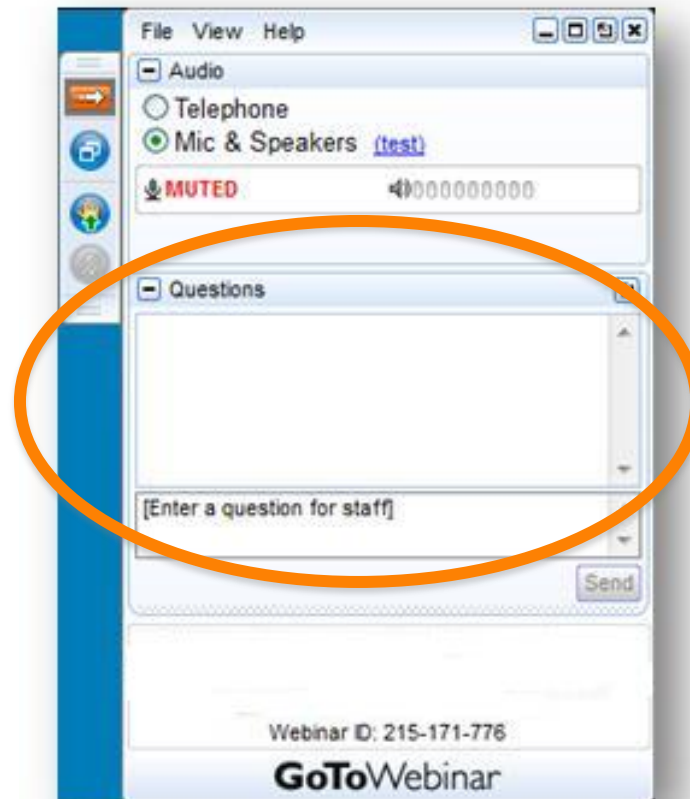 File View Help
Audio
Telephone
Mic & Speakers (test)
MUTED
Questions
[Enter a question for staff]
Send
Webinar ID: 215-171-776
GoToWebinar